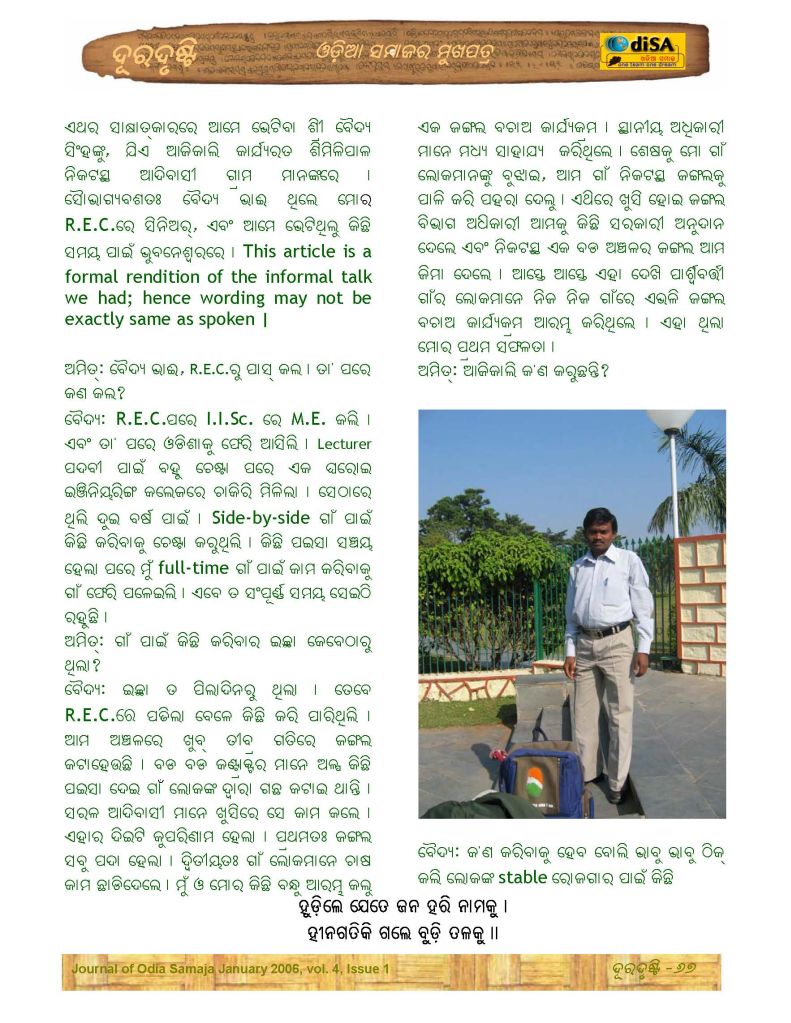 ଦୂରଦୃଷ୍ଟି
ଓଡ଼ିଆ ସମାଜର ମୁଖପତ୍ର
diSA
ଓଡ଼ିଆ ସମାଜ
one team one dream
ଏଥର ସାକ୍ଷାତ୍‌କାରରେ ଆମେ ଭେଟିବା ଶ୍ରୀ ବୈଦ୍ୟ
ସିଂହଙ୍କୁ, ଯିଏ ଆଜିକାଲି କାର୍ଯ୍ୟରତ ଶିମିଳିପାଳ
ନିକଟସ୍ଥ ଆଦିବାସୀ ଗ୍ରାମ ମାନଙ୍କରେ ।
ସୌଭାଗ୍ୟବଶତଃ ବୈଦ୍ୟ ଭାଇ ଥିଲେ ମୋର
R.E.C.ରେ ସିନିଅର୍, ଏବଂ ଆମେ ଭେଟିଥିଲୁ କିଛି
ସମୟ ପାଇଁ ଭୁବନେଶ୍ୱରରେ । This article is a
formal rendition of the informal talk
we had; hence wording may not be
exactly same as spoken |
ଅମିତ୍: ବୈଦ୍ୟ ଭାଈ, R.E.C.ରୁ ପାସ୍ କଲ । ତା' ପରେ
କଣ କଲ?
ବୈଦ୍ୟ: R.E.C.ପରେ I.I.Sc. ରେ M.E. କଲି ।
ଏବଂ ତା' ପରେ ଓଡିଶାକୁ ଫେରି ଆସିଲି । Lecturer
ପଦବୀ ପାଇଁ ବହୁ ଚେଷ୍ଟା ପରେ ଏକ ଘରୋଇ
ଇଞ୍ଜିନିୟରିଙ୍ଗ କଲେଜରେ ଚାକିରି ମିଳିଲା । ସେଠାରେ
ଥିଲି ଦୁଇ ବର୍ଷ ପାଇଁ । Side-by-side ଗାଁ ପାଇଁ
କିଛି କରିବାକୁ ଚେଷ୍ଟା କରୁଥିଲି । କିଛି ପଇସା ସଞ୍ଚୟ
ହେଲା ପରେ ମୁଁ full-time ଗାଁ ପାଇଁ କାମ କରିବାକୁ
ଗାଁ ଫେରି ପଳେଇଲି । ଏବେ ତ ସଂପୂର୍ଣ୍ଣ ସମୟ ସେଇଠି
ରହୁଛି ।
ଅମିତ୍: ଗାଁ ପାଇଁ କିଛି କରିବାର ଇଚ୍ଛା କେବେଠାରୁ
ଥିଲା?
ବୈଦ୍ୟ: ଇଚ୍ଛା ତ ପିଲାଦିନରୁ ଥିଲା । ତେବେ
R.E.C.ରେ ପଢିଲା ବେଳେ କିଛି କରି ପାରିଥିଲି ।
ଆମ ଅଞ୍ଚଳରେ ଖୁବ୍ ତୀବ୍ର ଗତିରେ ଜଙ୍ଗଲ
କଟାହେଉଛି । ବଡ ବଡ କଣ୍ଟ୍ରାକ୍ଟର ମାନେ ଅଳ୍ପ କିଛି
ପଇସା ଦେଇ ଗାଁ ଲୋକଙ୍କ ଦ୍ୱାରା ଗଛ କଟାଇ ଥାନ୍ତି ।
ସରଳ ଆଦିବାସୀ ମାନେ ଖୁସିରେ ସେ କାମ କଲେ ।
ଏହାର ଦିଇଟି କୁପରିଣାମ ହେଲା । ପ୍ରଥମତଃ ଜଙ୍ଗଲ
ସବୁ ପଦା ହେଲା । ଦ୍ୱିତୀୟତଃ ଗାଁ ଲୋକମାନେ ଚାଷ
କାମ ଛାଡିଦେଲେ । ମୁଁ ଓ ମୋର କିଛି ବନ୍ଧୁ ଆରମ୍ଭ କଲୁ
ଏକ ଜଙ୍ଗଲ ବଚାଅ କାର୍ଯ୍ୟକ୍ରମ । ସ୍ଥାନୀୟ ଅଧିକାରୀ
ମାନେ ମଧ୍ୟ ସାହାଯ୍ୟ କରିଥିଲେ । ଶେଷକୁ ମୋ ଗାଁ
ଲୋକମାନଙ୍କୁ ବୁଝାଇ, ଆମ ଗାଁ ନିକଟସ୍ଥ ଜଙ୍ଗଲକୁ
ପାଳି କରି ପହରା ଦେଲୁ । ଏଥିରେ ଖୁସି ହୋଇ ଜଙ୍ଗଲ
ବିଭାଗ ଅଧିକାରୀ ଆମକୁ କିଛି ସରକାରୀ ଅନୁଦାନ
ଦେଲେ ଏବଂ ନିକଟସ୍ଥ ଏକ ବଡ ଅଞ୍ଚଳର ଜଙ୍ଗଲ ଆମ
ଜିମା ଦେଲେ । ଆସ୍ତେ ଆସ୍ତେ ଏହା ଦେଖି ପାର୍ଶ୍ୱବର୍ତ୍ତୀ
ଗାଁର ଲୋକମାନେ ନିଜ ନିଜ ଗାଁରେ ଏଭଳି ଜଙ୍ଗଲ
ବଚାଅ କାର୍ଯ୍ୟକ୍ରମ ଆରମ୍ଭ କରିଥିଲେ । ଏହା ଥିଲା
ମୋର ପ୍ରଥମ ସଫଳତା ।
ଅମିତ୍: ଆଜିକାଲି କ'ଣ କରୁଛନ୍ତି?
ବୈଦ୍ୟ: କ'ଣ କରିବାକୁ ହେବ ବୋଲି ଭାବୁ ଭାବୁ ଠିକ୍
କଲି ଲୋକଙ୍କ stable ରୋଜଗାର ପାଇଁ କିଛି
ହୁଡ଼ିଲେ ଯେତେ ଜନ ହରି ନାମକୁ ।
ହୀନଗତିକି ଗଲେ ବୁଡ଼ି ତଳକୁ ॥
Journal of Odia Samaja January 2006, vol. 4, Issue 1
ଦୂରଦୃଷ୍ଟି - ୬୭